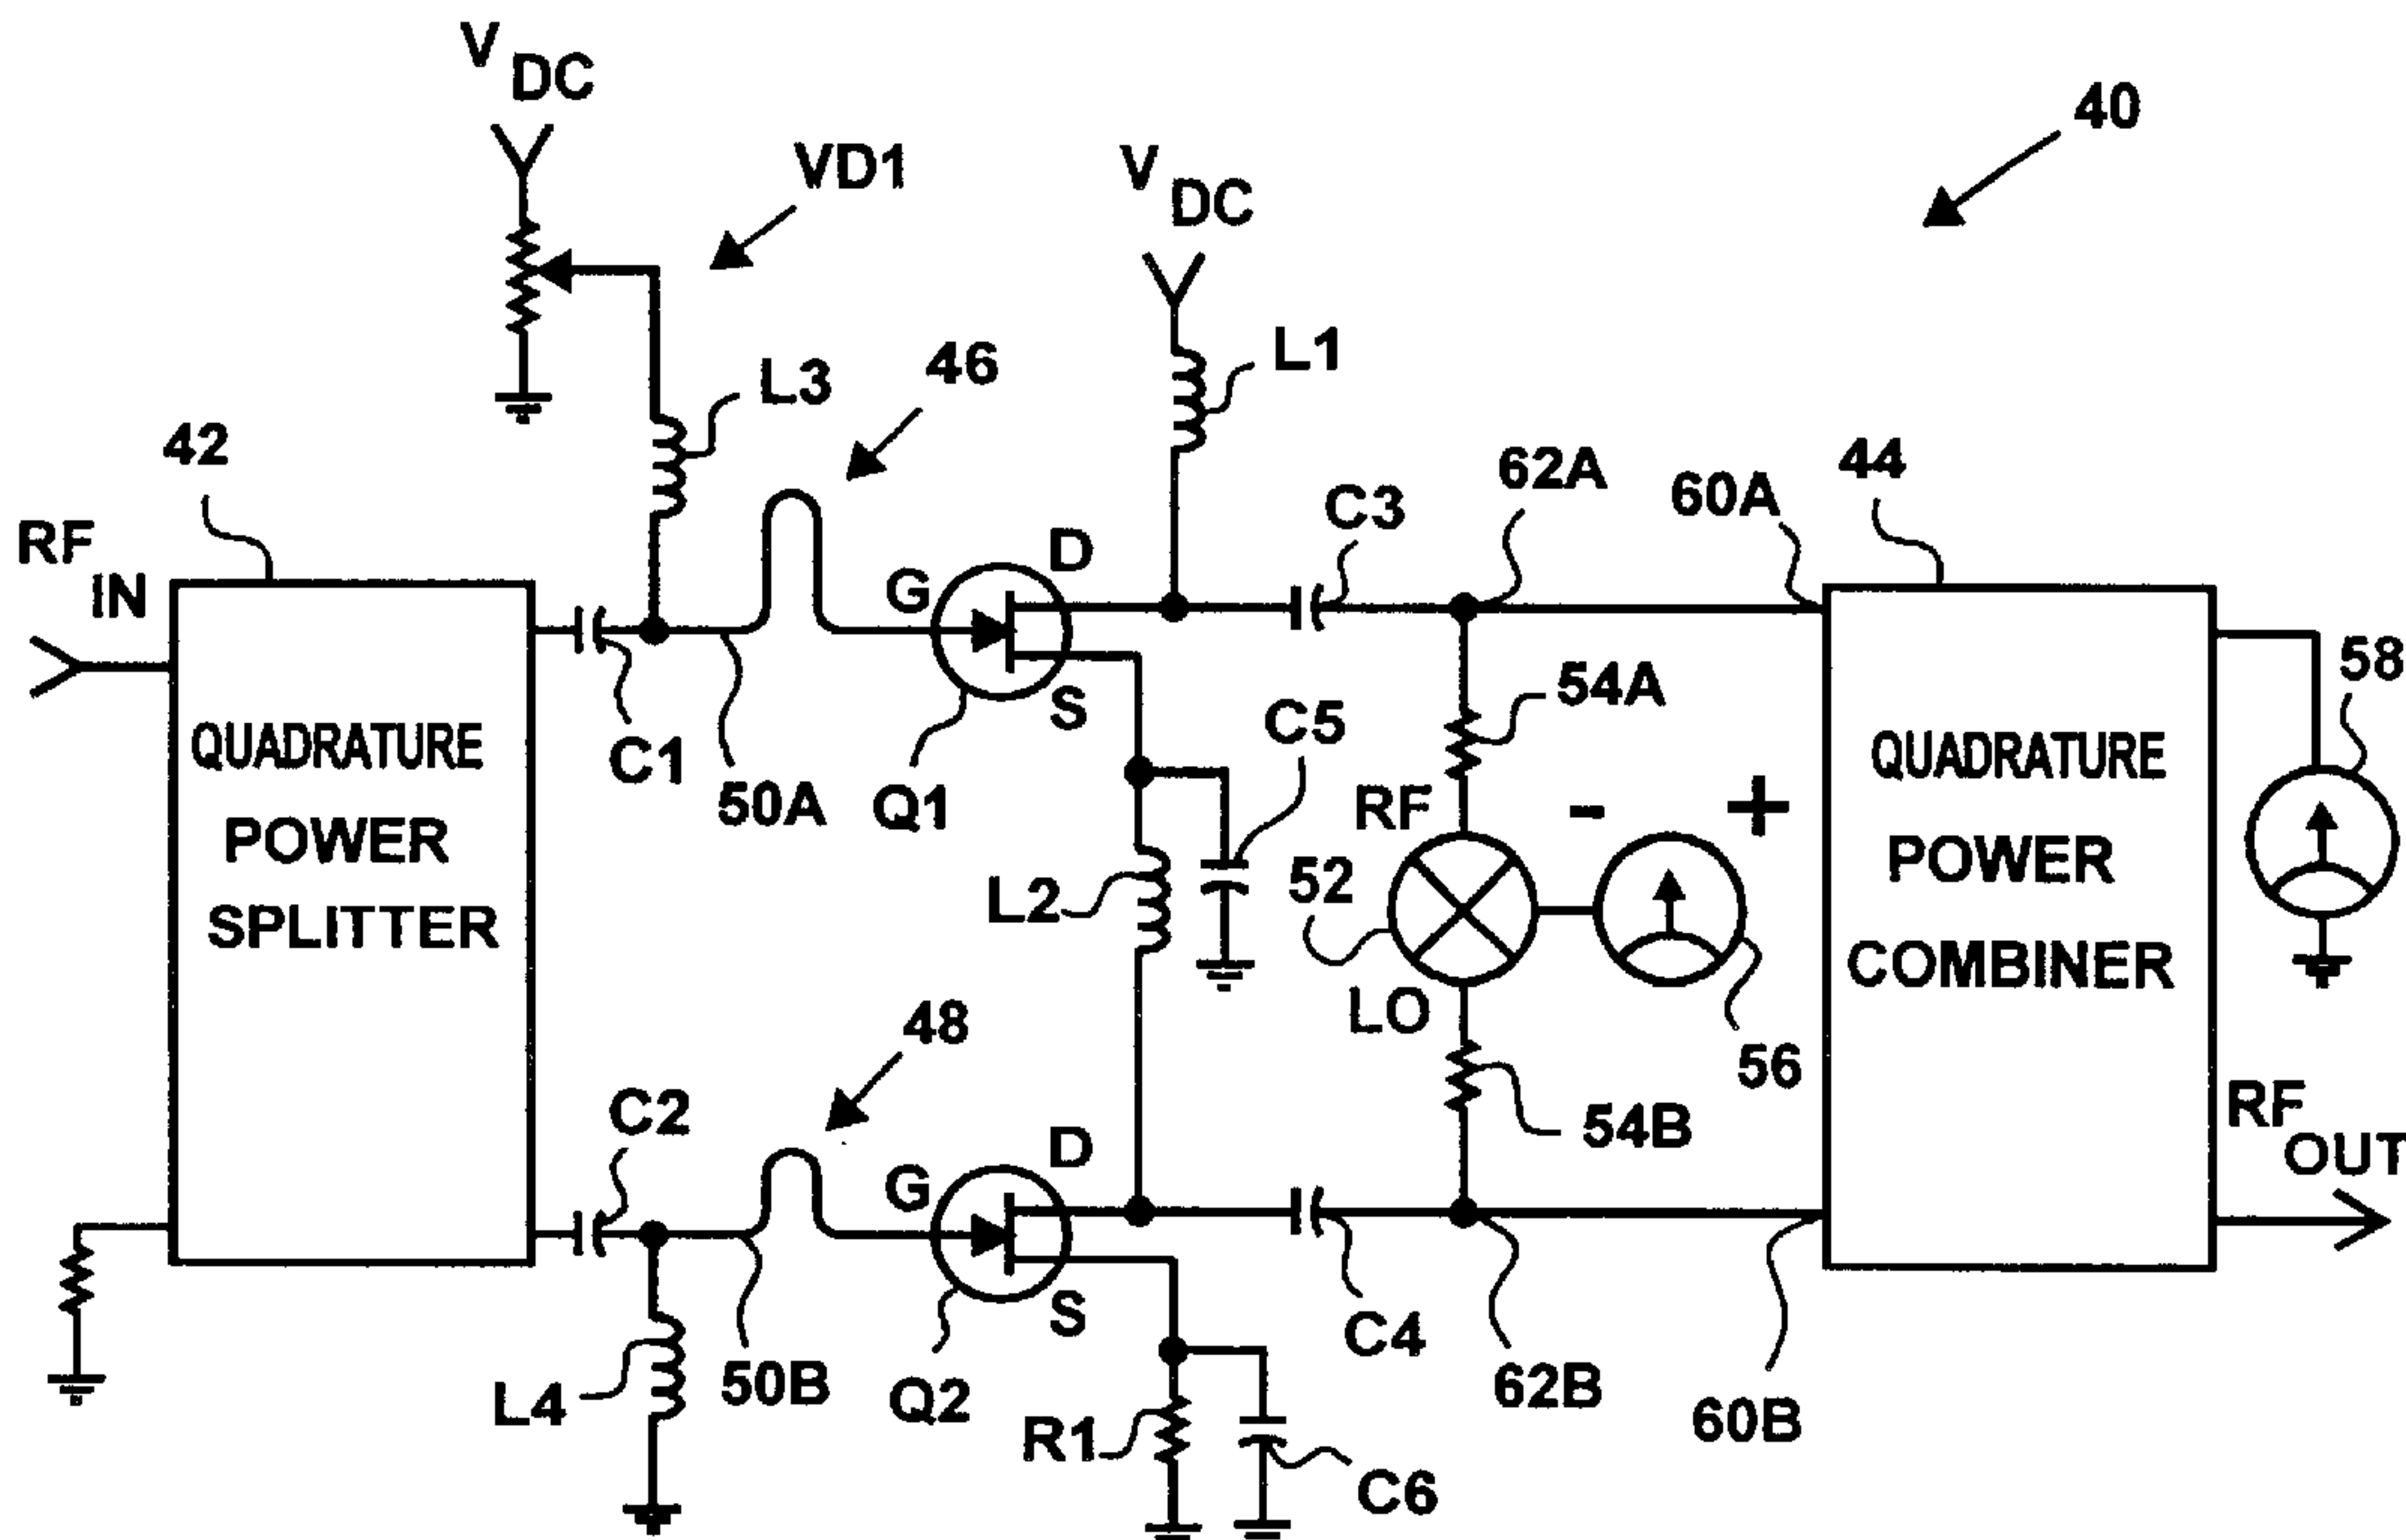 V DC
VD1
V DC
40
L1
46
L3
42
62A
60A
44
C3
RF IN
D
G
58
54A
S
C5
QUADRATURE
POWER
SPLITTER
C1
50A
Q1
RF
-
+
QUADRATURE
POWER
COMBINER
L2
52
LO
48
56
C2
54B
RF OUT
D
G
S
C4
L4
50B
Q2
R1
62B
60B
C6